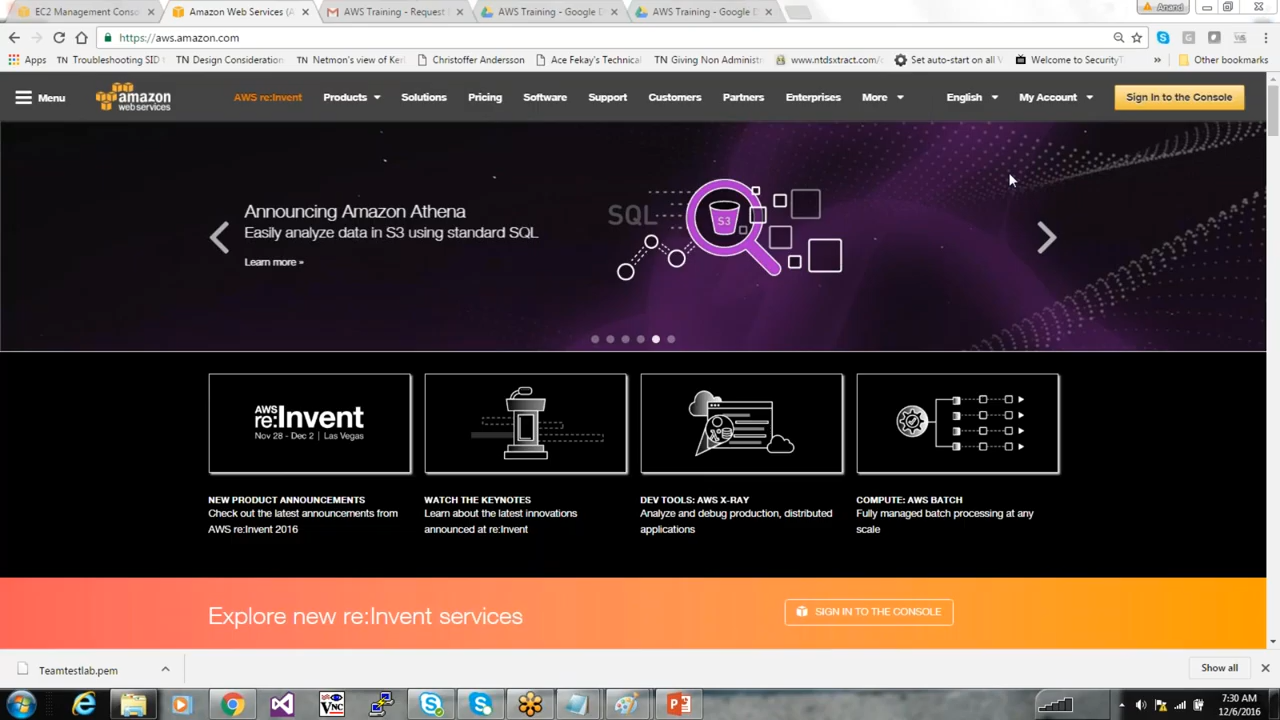 EC2 Management Conso
Amazon Web Services (A
AWS Training - Request
AWS Training - Google D
AWS Training - Google D
Anand
https://aws.amazon.com
Apps
TN Troubleshooting SID
TN Design Consideration
TN Netmon's view of Ker
Christoffer Andersson
Ace Fekay's Technical
TN Giving Non Administ
www.ntdsxtract.com/
Set auto-start on all V
Welcome to SecurityT
»
Other bookmarks
Menu
amazon
web services
AWS re:Invent
Products
Solutions
Pricing
Software
Support
Customers
Partners
Enterprises
More
English
My Account
Sign In to the Console
Announcing Amazon Athena
Easily analyze data in S3 using standard SQL
Learn more »
SQL
S3
AWS
re:Invent
Nov 28 - Dec 2 | Las Vegas
NEW PRODUCT ANNOUNCEMENTS
Check out the latest announcements from
AWS re:Invent 2016
WATCH THE KEYNOTES
Learn about the latest innovations
announced at re:Invent
DEV TOOLS: AWS X-RAY
Analyze and debug production, distributed
applications
COMPUTE: AWS BATCH
Fully managed batch processing at any
scale
Explore new re:Invent services
SIGN IN TO THE CONSOLE
Teamtestlab.pem
Show all
7:30 AM
12/6/2016